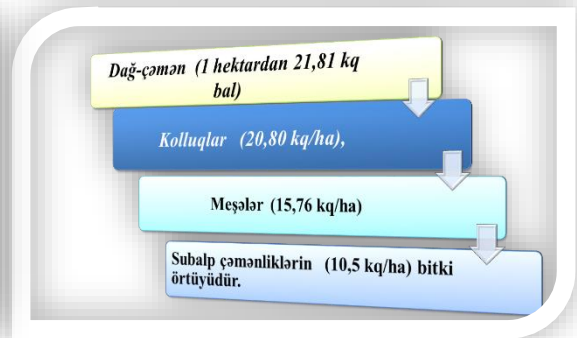 Dağ-çəmən (1 hektardan 21,81 kq
bal)
Kolluqlar (20,80 kq/ha),
Meşələr (15,76 kq/ha)
Subalp çəmənliklərin (10,5 kq/ha) bitki
örtüyüdür.